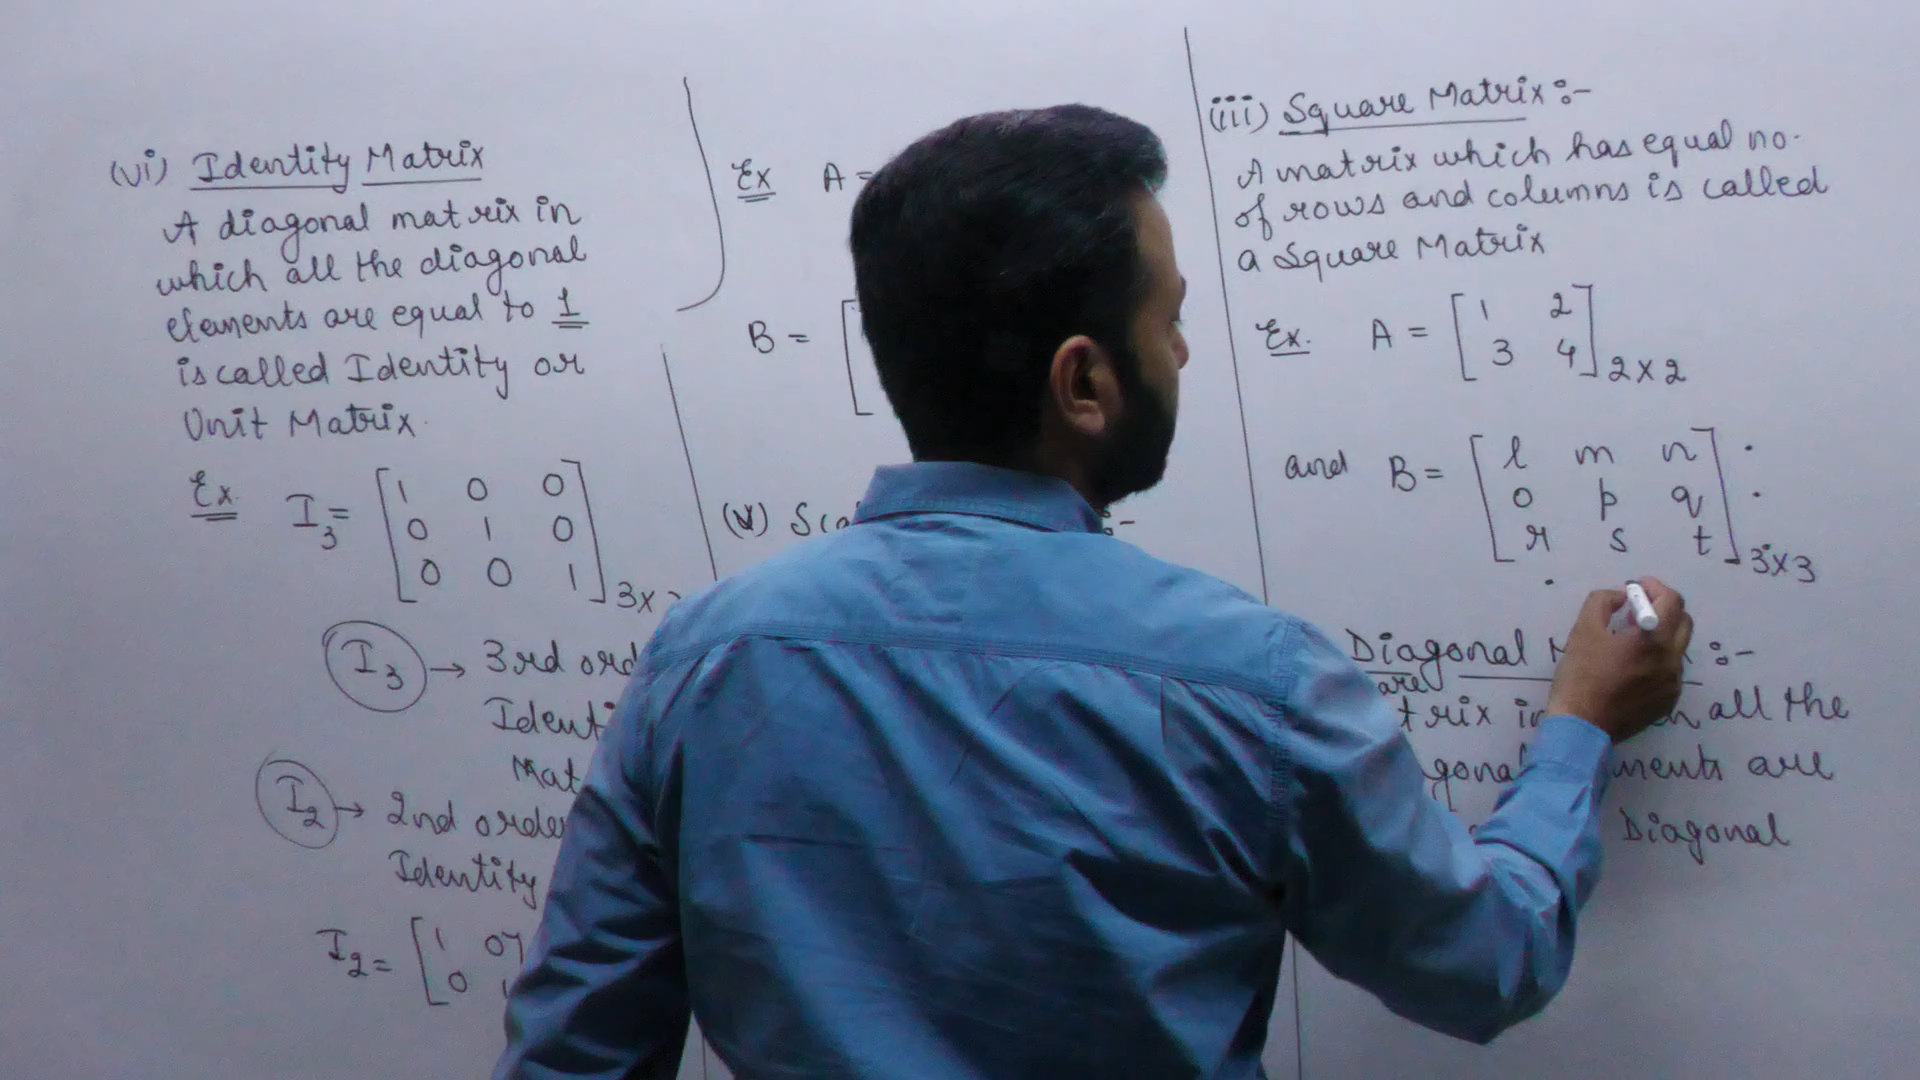 (vi) Identity Matrix
A diagonal matrix in
which all the diagonal
elements are equal to 1
is called Identity or
Unit Matrix.
Ex I3 = [1 0 0
0 1 0
0 0 1] 3x
I3 → 3rd ord
Identi
Mat
I2 → 2nd order
Identity
I2 = [1 0]
0
Ex A =
B = [
(V) Sca :-
(iii) Square Matrix :-
A matrix which has equal no.
of rows and columns is called
a Square Matrix
Ex. A = [1 2
3 4] 2x2
and B = [l m n
o p q
r s t] 3x3
Diagonal M :-
are
trix in all the
gonal ments are
Diagonal